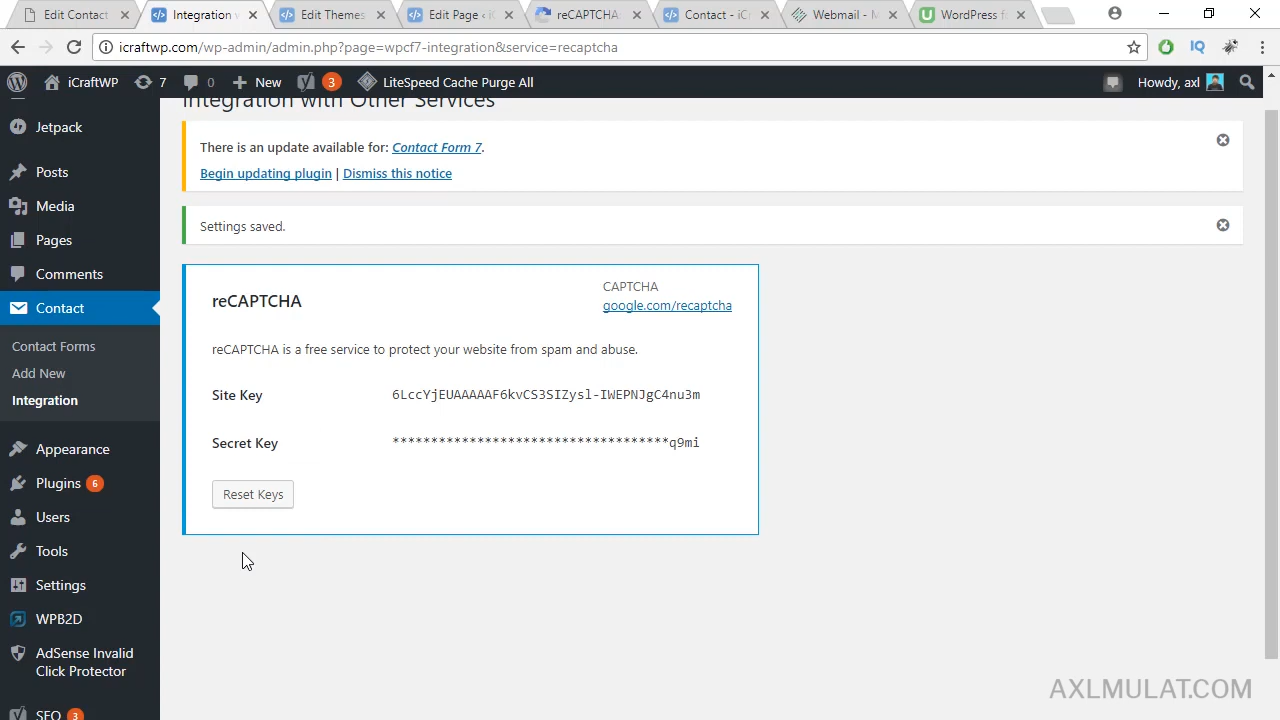 Edit Contact
Integration
Edit Themes
Edit Page ‹ iC
reCAPTCHA:
Contact - iCr
Webmail - M
WordPress f
icraftwp.com/wp-admin/admin.php?page=wpcf7-integration&service=recaptcha
iCraftWP
7
0
New
3
LiteSpeed Cache Purge All
Howdy, axl
Jetpack
Posts
Media
Pages
Comments
Contact
Contact Forms
Add New
Integration
Appearance
Plugins 6
Users
Tools
Settings
WPB2D
AdSense Invalid
Click Protector
SEO 3
Integration with Other Services
There is an update available for: Contact Form 7.
Begin updating plugin | Dismiss this notice
Settings saved.
reCAPTCHA
CAPTCHA
google.com/recaptcha
reCAPTCHA is a free service to protect your website from spam and abuse.
Site Key
6LccYjEUAAAAAF6kvCS3SIZysl-IWEPNJgC4nu3m
Secret Key
************************************q9mi
Reset Keys
AXLMULAT.COM